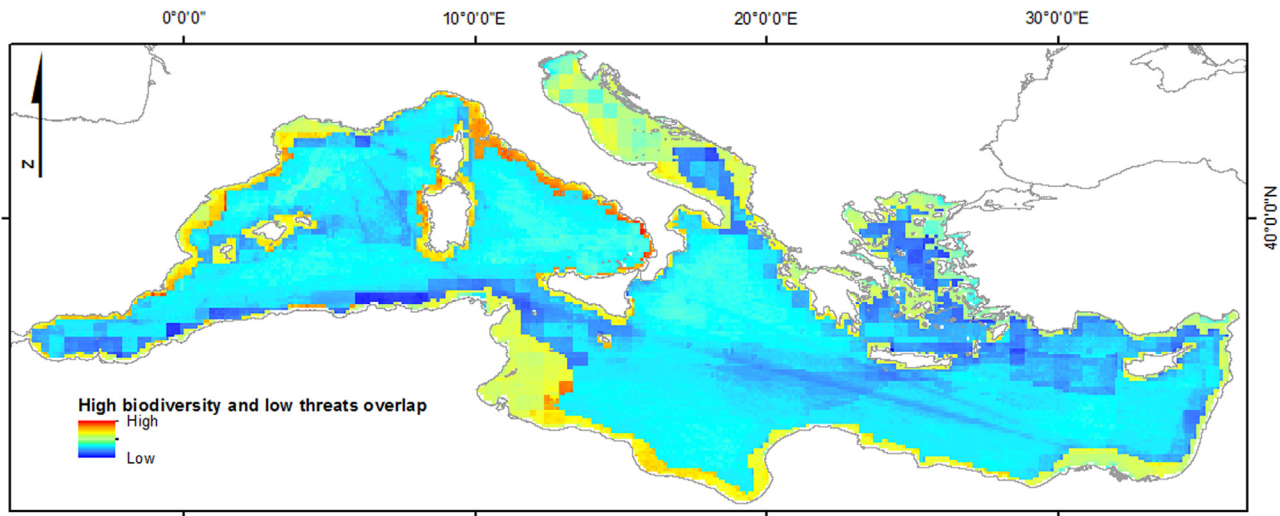 0°0'0" 10°0'0"E 20°0'0"E 30°0'0"E
N
40°0'0"N
High biodiversity and low threats overlap
High
Low